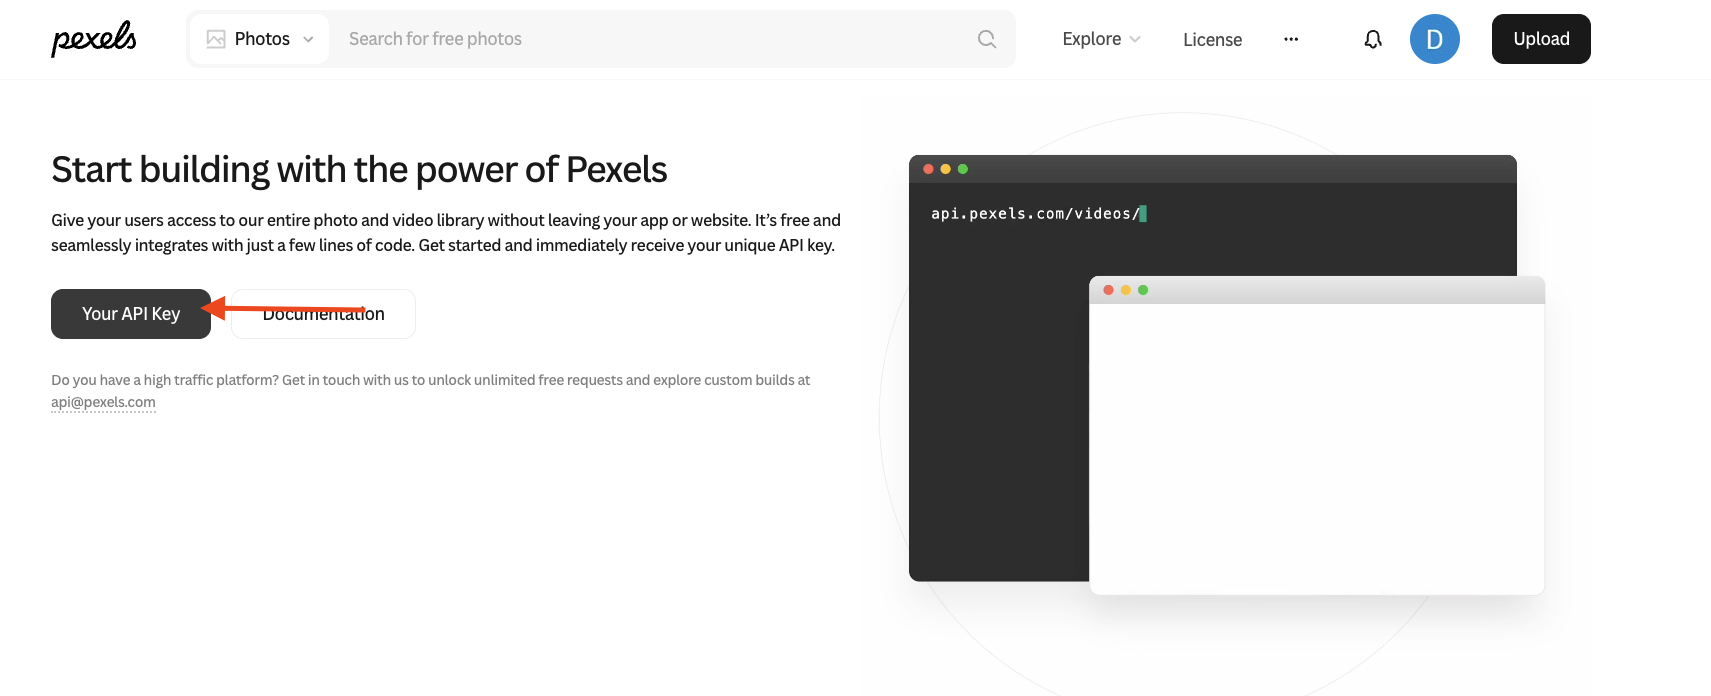 pexels
Photos
Search for free photos
Explore
License
D
Upload
Start building with the power of Pexels
Give your users access to our entire photo and video library without leaving your app or website. It’s free and
seamlessly integrates with just a few lines of code. Get started and immediately receive your unique API key.
Your API Key
Documentation
Do you have a high traffic platform? Get in touch with us to unlock unlimited free requests and explore custom builds at
api@pexels.com
api.pexels.com/videos/